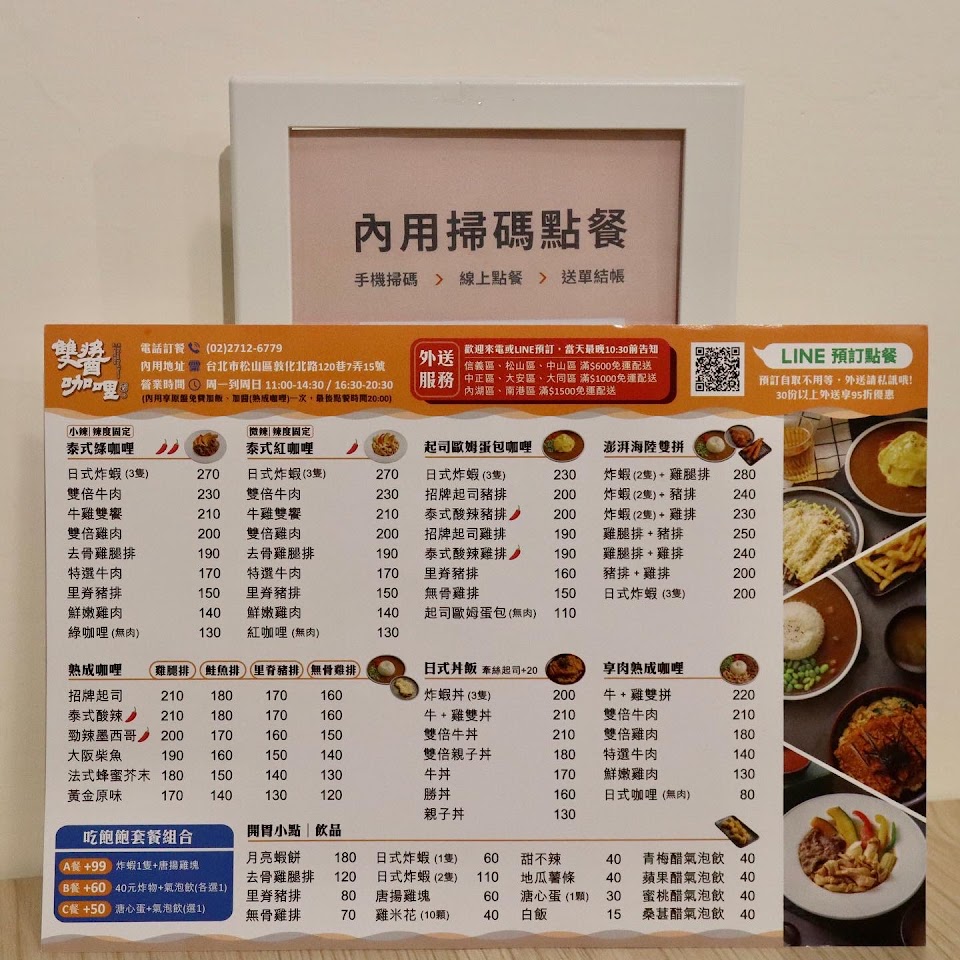 內用掃碼點餐
手機掃碼 > 線上點餐 > 送單結帳
雙醬咖哩
電話訂餐 (02)2712-6779
內用地址 台北市松山區敦化北路120巷7弄15號
營業時間 周一到周日 11:00-14:30 / 16:30-20:30
(內用享原盤免費加飯、加醬(熟成咖哩)一次，最後點餐時間20:00)
外送服務
歡迎來電或LINE預訂，當天最晚10:30前告知
信義區、松山區、中山區 滿$600免運配送
中正區、大安區、大同區 滿$1000免運配送
內湖區、南港區 滿$1500免運配送
LINE 預訂點餐
預訂自取不用等，外送請私訊哦!
30份以上外送享95折優惠
小辣 辣度固定
泰式綠咖哩
日式炸蝦 (3隻) 270
雙倍牛肉 230
牛雞雙饗 210
雙倍雞肉 200
去骨雞腿排 190
特選牛肉 170
里脊豬排 150
鮮嫩雞肉 140
綠咖哩 (無肉) 130
微辣 辣度固定
泰式紅咖哩
日式炸蝦 (3隻) 270
雙倍牛肉 230
牛雞雙饗 210
雙倍雞肉 200
去骨雞腿排 190
特選牛肉 170
里脊豬排 150
鮮嫩雞肉 140
紅咖哩 (無肉) 130
起司歐姆蛋包咖哩
日式炸蝦 (3隻) 230
招牌起司豬排 200
泰式酸辣豬排 200
招牌起司雞排 190
泰式酸辣雞排 190
里脊豬排 160
無骨雞排 150
起司歐姆蛋包 (無肉) 110
澎湃海陸雙拼
炸蝦 (2隻) + 雞腿排 280
炸蝦 (2隻) + 豬排 240
炸蝦 (2隻) + 雞排 230
雞腿排 + 豬排 250
雞腿排 + 雞排 240
豬排 + 雞排 200
日式炸蝦 (3隻) 200
熟成咖哩 雞腿排 鮭魚排 里脊豬排 無骨雞排
招牌起司 210 180 170 160
泰式酸辣 210 180 170 160
勁辣墨西哥 200 170 160 150
大阪柴魚 190 160 150 140
法式蜂蜜芥末 180 150 140 130
黃金原味 170 140 130 120
日式丼飯 牽絲起司+20
炸蝦丼 (3隻) 200
牛 + 雞雙丼 210
雙倍牛丼 210
雙倍親子丼 180
牛丼 170
勝丼 160
親子丼 130
享肉熟成咖哩
牛 + 雞雙拼 220
雙倍牛肉 210
雙倍雞肉 180
特選牛肉 140
鮮嫩雞肉 130
日式咖哩 (無肉) 80
吃飽飽套餐組合
A餐 +99 炸蝦1隻+唐揚雞塊
B餐 +60 40元炸物+氣泡飲(各選1)
C餐 +50 溏心蛋+氣泡飲(選1)
開胃小點｜飲品
月亮蝦餅 180 日式炸蝦 (1隻) 60 甜不辣 40 青梅醋氣泡飲 40
去骨雞腿排 120 日式炸蝦 (2隻) 110 地瓜薯條 40 蘋果醋氣泡飲 40
里脊豬排 80 唐揚雞塊 60 溏心蛋 (1顆) 30 蜜桃醋氣泡飲 40
無骨雞排 70 雞米花 (10顆) 40 白飯 15 桑葚醋氣泡飲 40